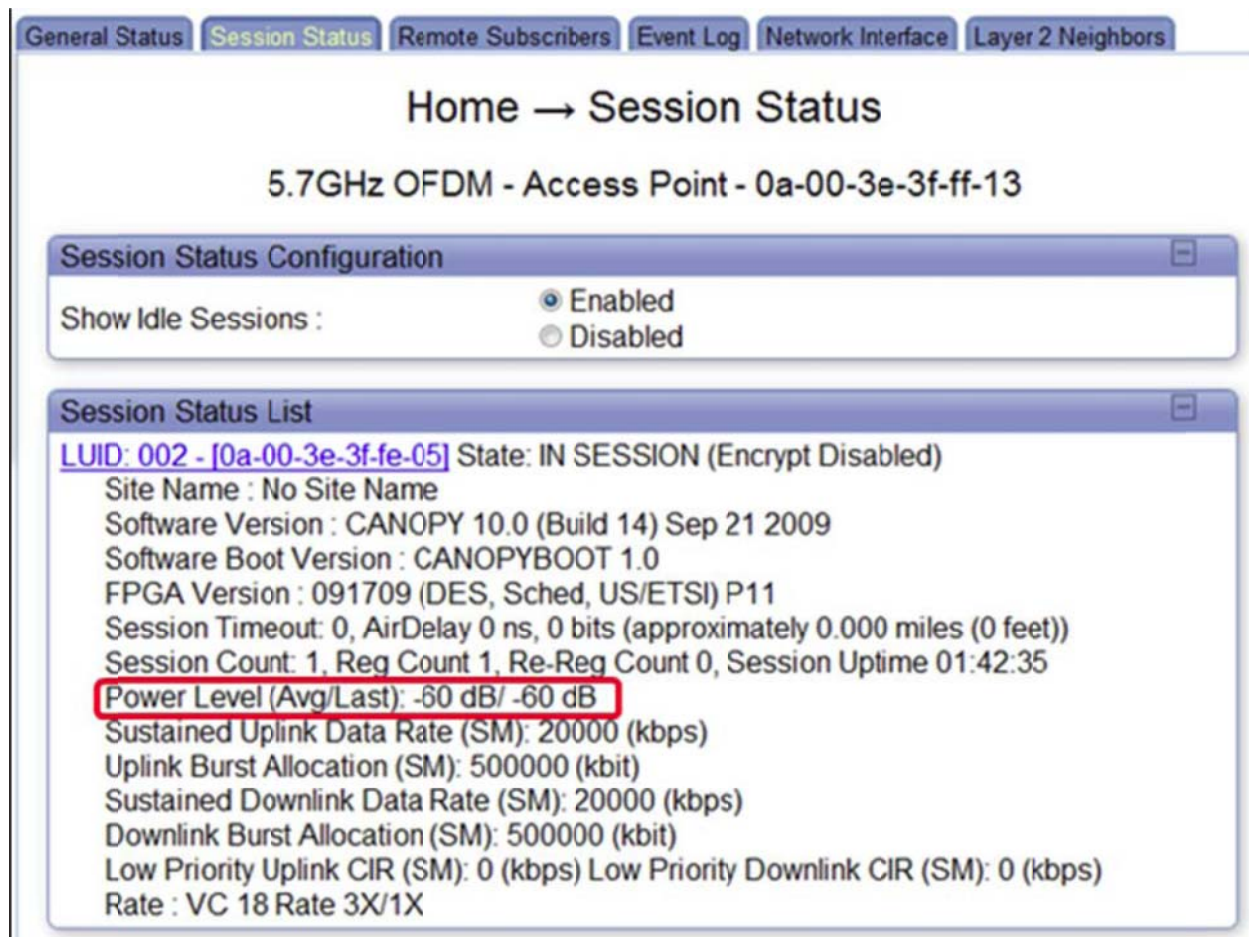 General Status Session Status Remote Subscribers Event Log Network Interface Layer 2 Neighbors
Home → Session Status
5.7GHz OFDM - Access Point - 0a-00-3e-3f-ff-13
Session Status Configuration
Show Idle Sessions :
Enabled
Disabled
Session Status List
LUID: 002 - [0a-00-3e-3f-fe-05] State: IN SESSION (Encrypt Disabled)
Site Name : No Site Name
Software Version : CANOPY 10.0 (Build 14) Sep 21 2009
Software Boot Version : CANOPYBOOT 1.0
FPGA Version : 091709 (DES, Sched, US/ETSI) P11
Session Timeout: 0, AirDelay 0 ns, 0 bits (approximately 0.000 miles (0 feet))
Session Count: 1, Reg Count 1, Re-Reg Count 0, Session Uptime 01:42:35
Power Level (Avg/Last): -60 dB/ -60 dB
Sustained Uplink Data Rate (SM): 20000 (kbps)
Uplink Burst Allocation (SM): 500000 (kbit)
Sustained Downlink Data Rate (SM): 20000 (kbps)
Downlink Burst Allocation (SM): 500000 (kbit)
Low Priority Uplink CIR (SM): 0 (kbps) Low Priority Downlink CIR (SM): 0 (kbps)
Rate : VC 18 Rate 3X/1X